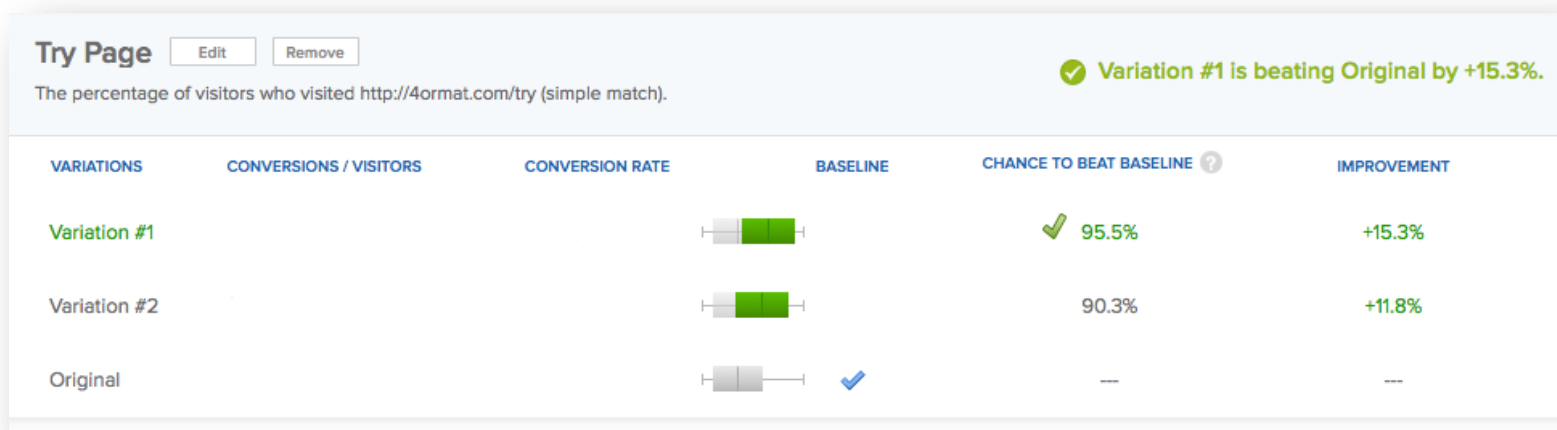 Try Page Edit Remove
Variation #1 is beating Original by +15.3%.
The percentage of visitors who visited http://4ormat.com/try (simple match).
VARIATIONS CONVERSIONS / VISITORS CONVERSION RATE BASELINE CHANCE TO BEAT BASELINE ? IMPROVEMENT
Variation #1 95.5% +15.3%
Variation #2 90.3% +11.8%
Original --- ---